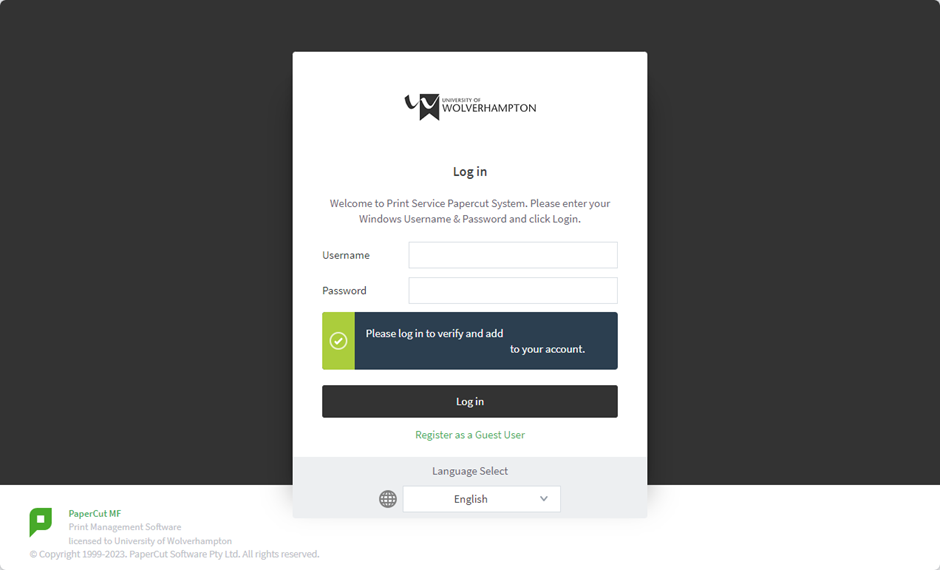 UNIVERSITY OF
WOLVERHAMPTON
Log in
Welcome to Print Service Papercut System. Please enter your
Windows Username & Password and click Login.
Username
Password
Please log in to verify and add
to your account.
Log in
Register as a Guest User
Language Select
English
PaperCut MF
Print Management Software
licensed to University of Wolverhampton
© Copyright 1999-2023. PaperCut Software Pty Ltd. All rights reserved.